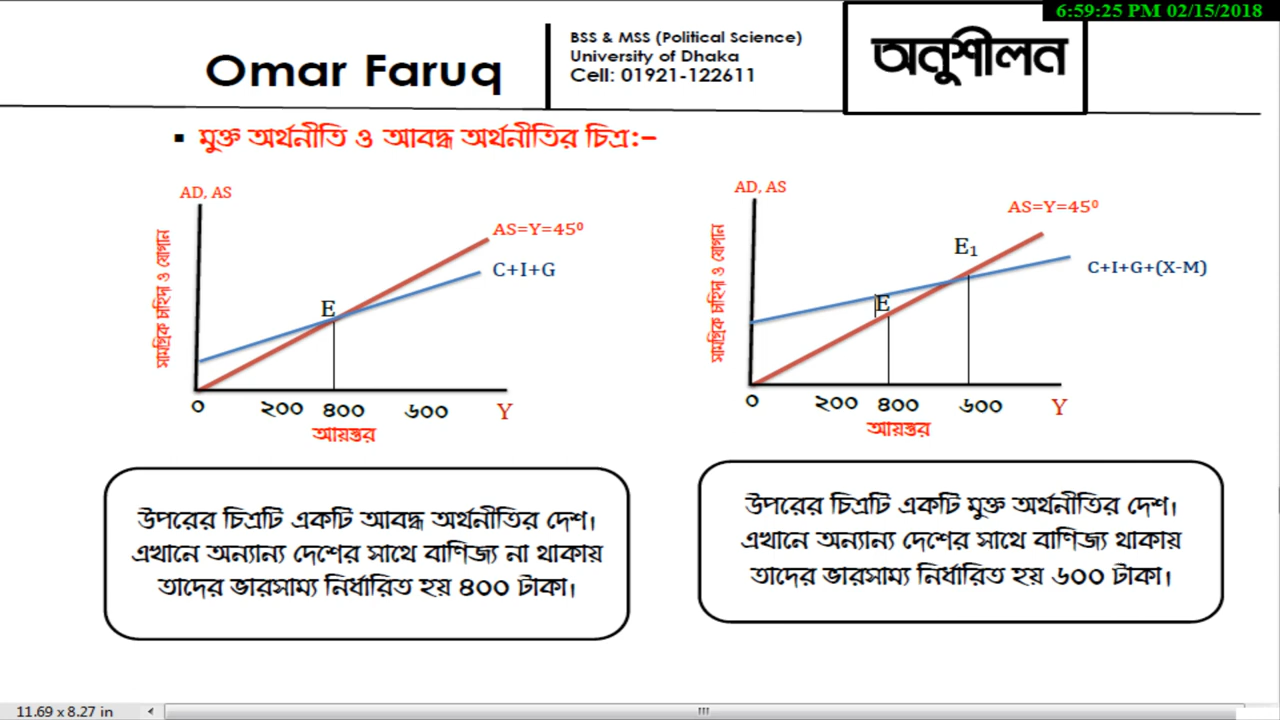 6:59:25 PM 02/15/2018
Omar Faruq
BSS & MSS (Political Science)
University of Dhaka
Cell: 01921-122611
অনুশীলন
▪ মুক্ত অর্থনীতি ও আবদ্ধ অর্থনীতির চিত্র:−
AD, AS
সামগ্রিক চাহিদা ও যোগান
AS=Y=45⁰
C+I+G
E
০ ২০০ ৪০০ ৬০০ Y
আয়স্তর
উপরের চিত্রটি একটি আবদ্ধ অর্থনীতির দেশ।
এখানে অন্যান্য দেশের সাথে বাণিজ্য না থাকায়
তাদের ভারসাম্য নির্ধারিত হয় ৪০০ টাকা।
AD, AS
সামগ্রিক চাহিদা ও যোগান
AS=Y=45⁰
E₁
C+I+G+(X-M)
E
০ ২০০ ৪০০ ৬০০ Y
আয়স্তর
উপরের চিত্রটি একটি মুক্ত অর্থনীতির দেশ।
এখানে অন্যান্য দেশের সাথে বাণিজ্য থাকায়
তাদের ভারসাম্য নির্ধারিত হয় ৬০০ টাকা।
11.69 x 8.27 in